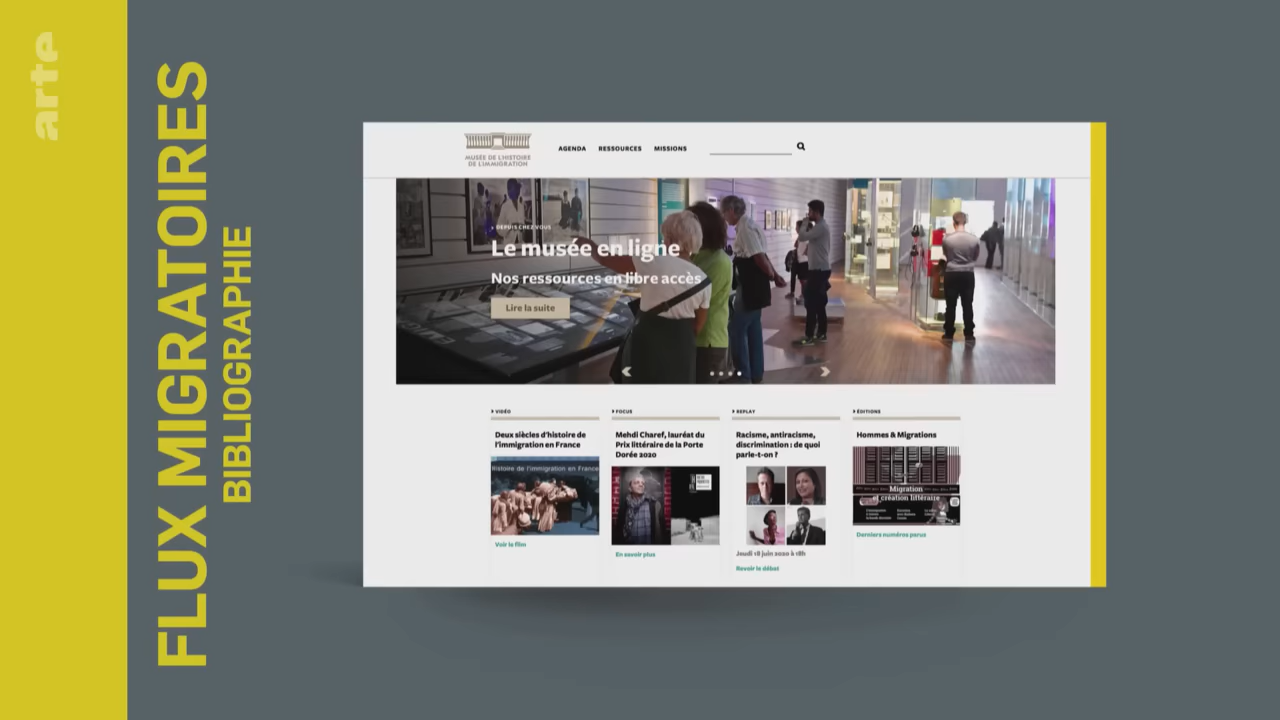 arte
FLUX MIGRATOIRES
BIBLIOGRAPHIE
MUSÉE DE L'HISTOIRE
DE L'IMMIGRATION
AGENDA
RESSOURCES
MISSIONS
DEPUIS CHEZ VOUS
Le musée en ligne
Nos ressources en libre accès
Lire la suite
VIDÉO
Deux siècles d'histoire de
l'immigration en France
Histoire de l'immigration en France
Voir le film
FOCUS
Mehdi Charef, lauréat du
Prix littéraire de la Porte
Dorée 2020
En savoir plus
REPLAY
Racisme, antiracisme,
discrimination : de quoi
parle-t-on ?
Jeudi 18 juin 2020 à 18h
Revoir le débat
ÉDITIONS
Hommes & Migrations
Migration
et création littéraire
Derniers numéros parus